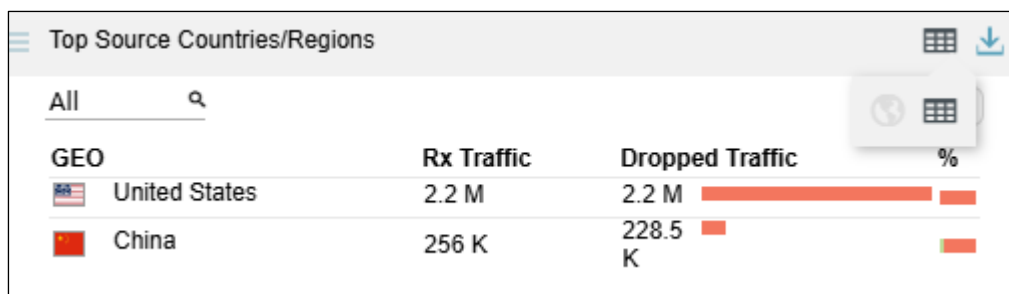 Top Source Countries/Regions
All
GEO Rx Traffic Dropped Traffic %
United States 2.2 M 2.2 M
China 256 K 228.5
K